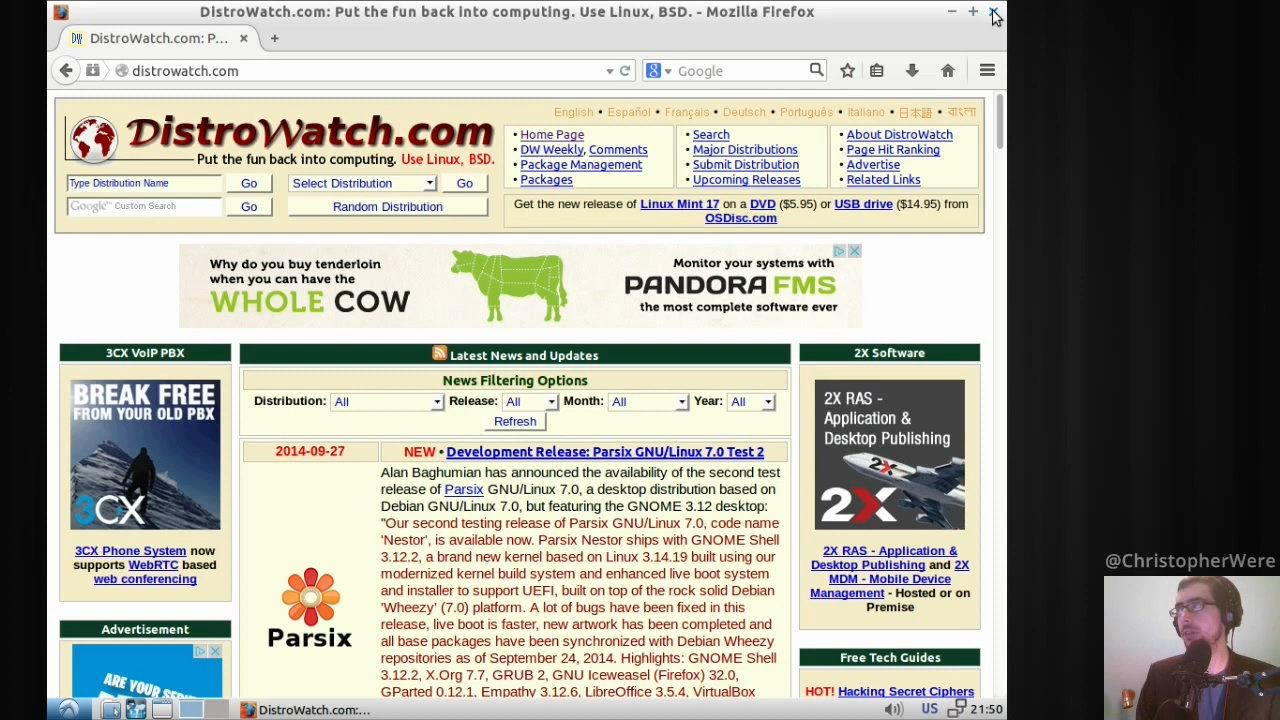 DistroWatch.com: Put the fun back into computing. Use Linux, BSD. - Mozilla Firefox
DistroWatch.com: P...
distrowatch.com
Google
English • Español • Français • Deutsch • Português • Italiano • 日本語 • বাংলা
DistroWatch.com
Put the fun back into computing. Use Linux, BSD.
Type Distribution Name
Go
Select Distribution
Go
Google™ Custom Search
Go
Random Distribution
• Home Page
• DW Weekly, Comments
• Package Management
• Packages
• Search
• Major Distributions
• Submit Distribution
• Upcoming Releases
• About DistroWatch
• Page Hit Ranking
• Advertise
• Related Links
Get the new release of Linux Mint 17 on a DVD ($5.95) or USB drive ($14.95) from
OSDisc.com
Why do you buy tenderloin
when you can have the
WHOLE COW
Monitor your systems with
PANDORA FMS
the most complete software ever
3CX VoIP PBX
BREAK FREE
FROM YOUR OLD PBX
3CX
3CX Phone System now
supports WebRTC based
web conferencing
Advertisement
ARE YOUR
Latest News and Updates
News Filtering Options
Distribution: All Release: All Month: All Year: All
Refresh
2014-09-27
NEW • Development Release: Parsix GNU/Linux 7.0 Test 2
Parsix
Alan Baghumian has announced the availability of the second test
release of Parsix GNU/Linux 7.0, a desktop distribution based on
Debian GNU/Linux 7.0, but featuring the GNOME 3.12 desktop:
"Our second testing release of Parsix GNU/Linux 7.0, code name
'Nestor', is available now. Parsix Nestor ships with GNOME Shell
3.12.2, a brand new kernel based on Linux 3.14.19 built using our
modernized kernel build system and enhanced live boot system
and installer to support UEFI, built on top of the rock solid Debian
'Wheezy' (7.0) platform. A lot of bugs have been fixed in this
release, live boot is faster, new artwork has been completed and
all base packages have been synchronized with Debian Wheezy
repositories as of September 24, 2014. Highlights: GNOME Shell
3.12.2, X.Org 7.7, GRUB 2, GNU Iceweasel (Firefox) 32.0,
GParted 0.12.1, Empathy 3.12.6, LibreOffice 3.5.4, VirtualBox
2X Software
2X RAS -
Application &
Desktop Publishing
2X
2X
2X RAS - Application &
Desktop Publishing and 2X
MDM - Mobile Device
Management - Hosted or on
Premise
Free Tech Guides
HOT! Hacking Secret Ciphers
@ChristopherWere
DistroWatch.com:...
US
21:50